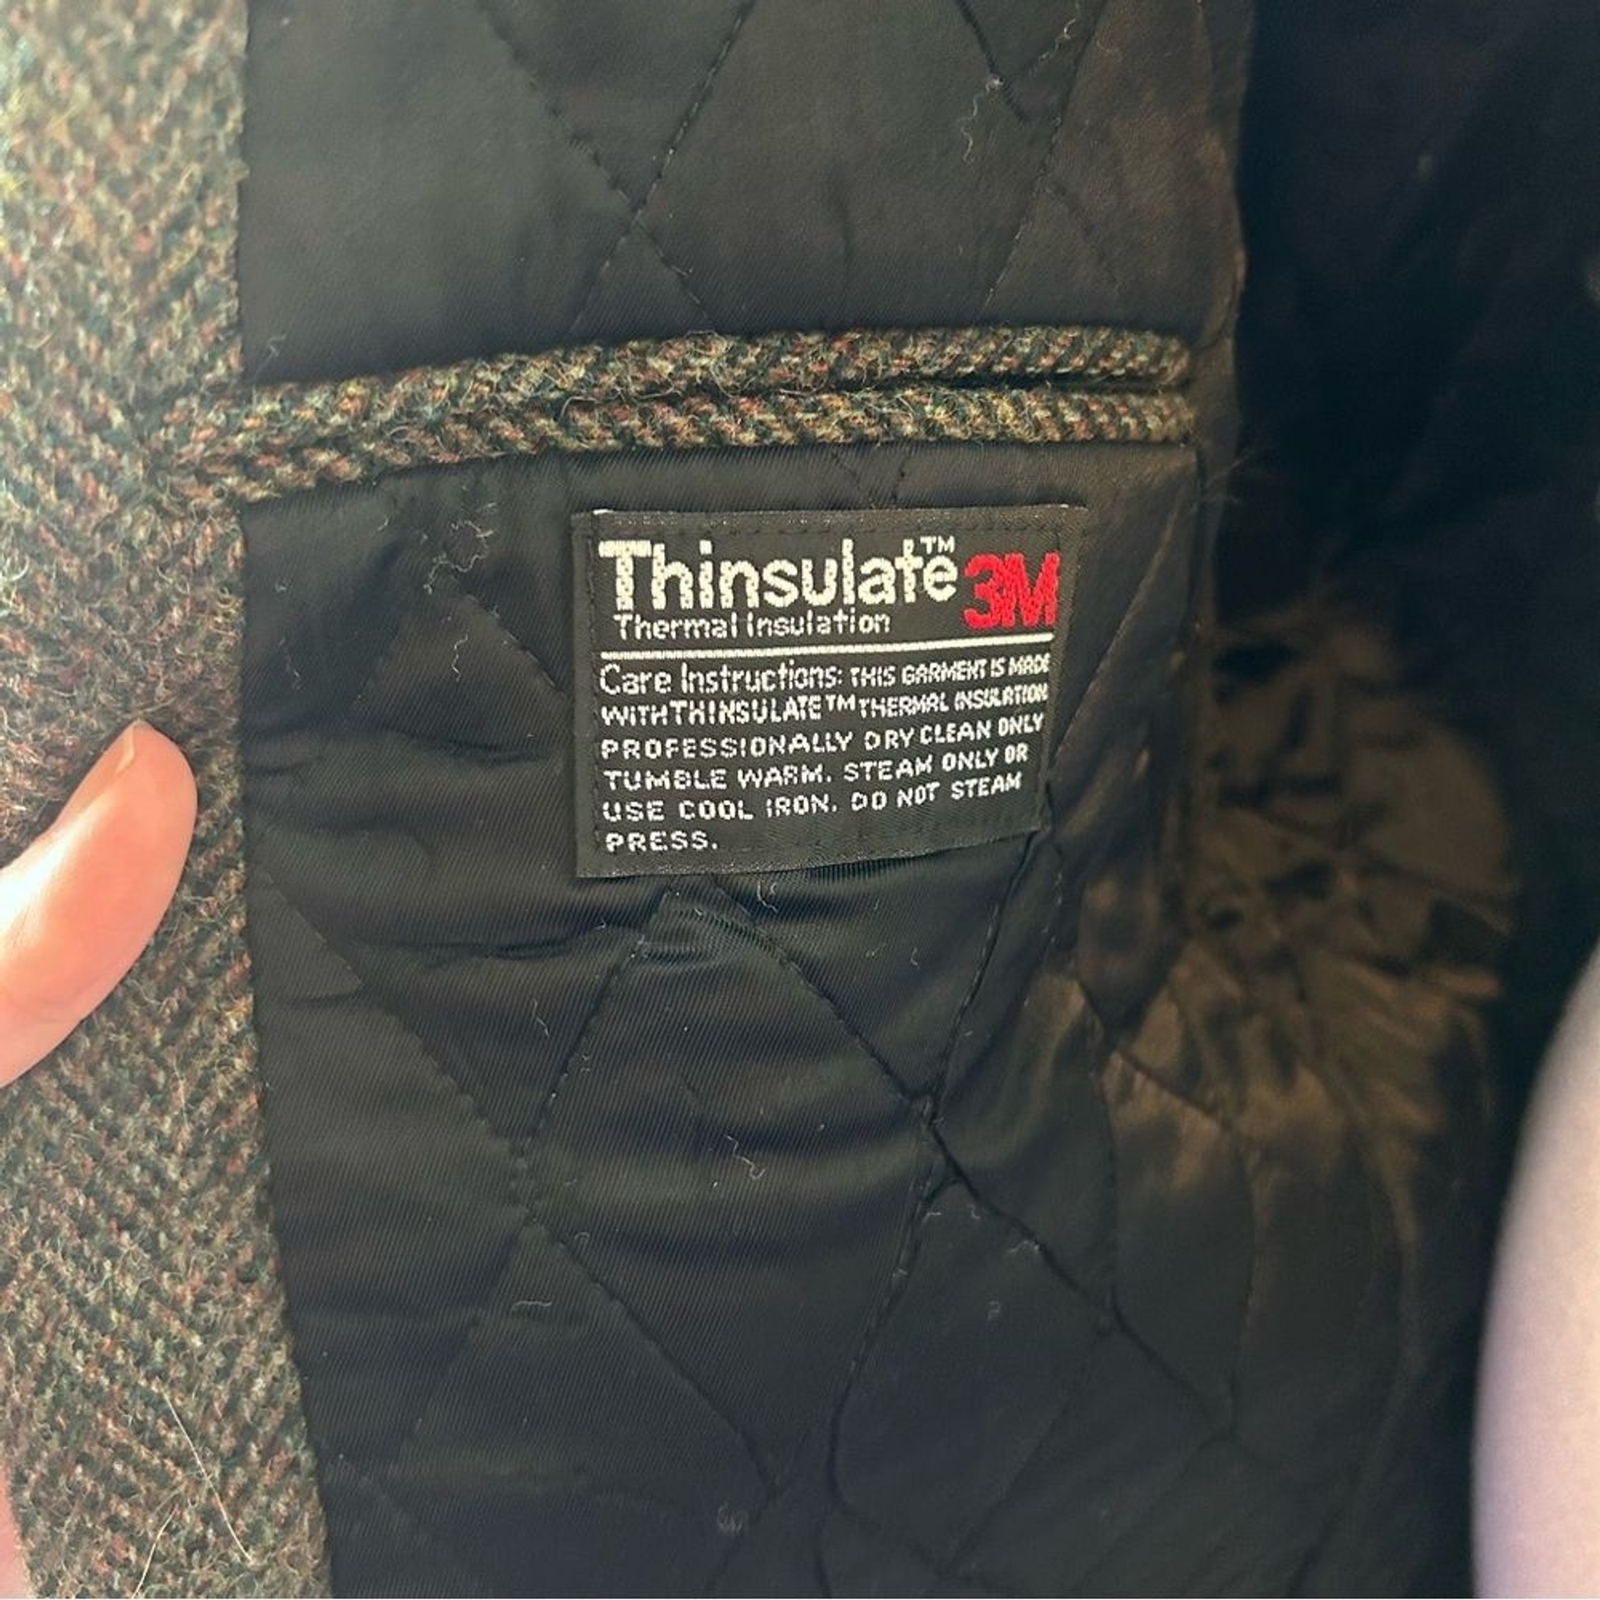 Thinsulate™ 3M
Thermal Insulation
Care Instructions: THIS GARMENT IS MADE
WITH THINSULATE™ THERMAL INSULATION
PROFESSIONALLY DRY CLEAN ONLY
TUMBLE WARM. STEAM ONLY OR
USE COOL IRON. DO NOT STEAM
PRESS.